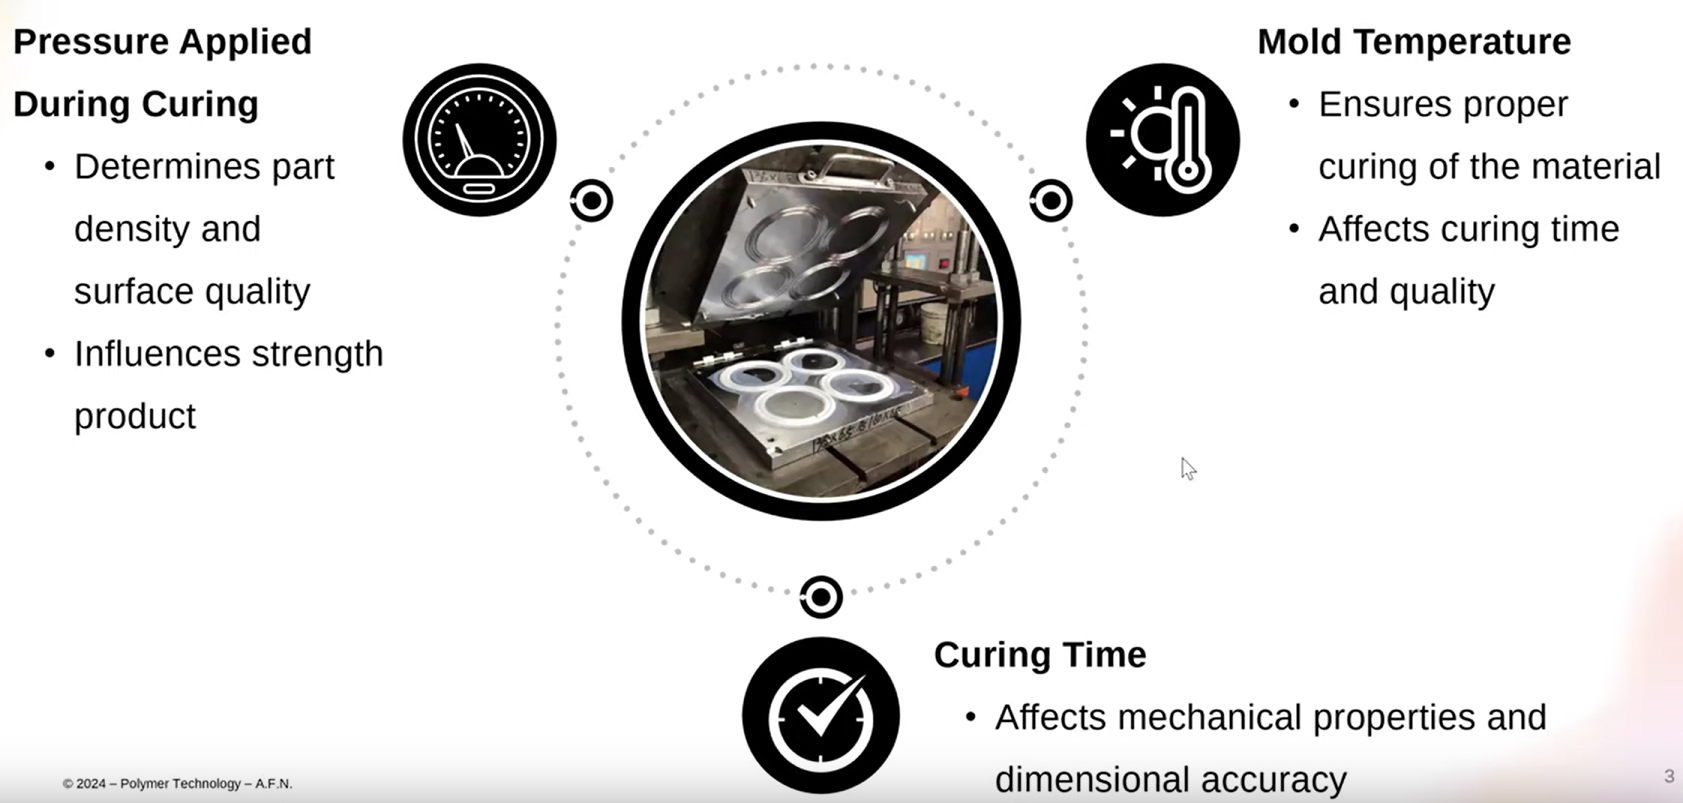 Pressure Applied
During Curing
• Determines part
density and
surface quality
• Influences strength
product
Mold Temperature
• Ensures proper
curing of the material
• Affects curing time
and quality
Curing Time
• Affects mechanical properties and
dimensional accuracy
© 2024 – Polymer Technology – A.F.N.
3